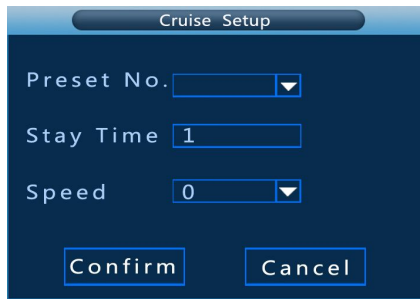 Cruise Setup
Preset No.
Stay Time 1
Speed 0
Confirm Cancel